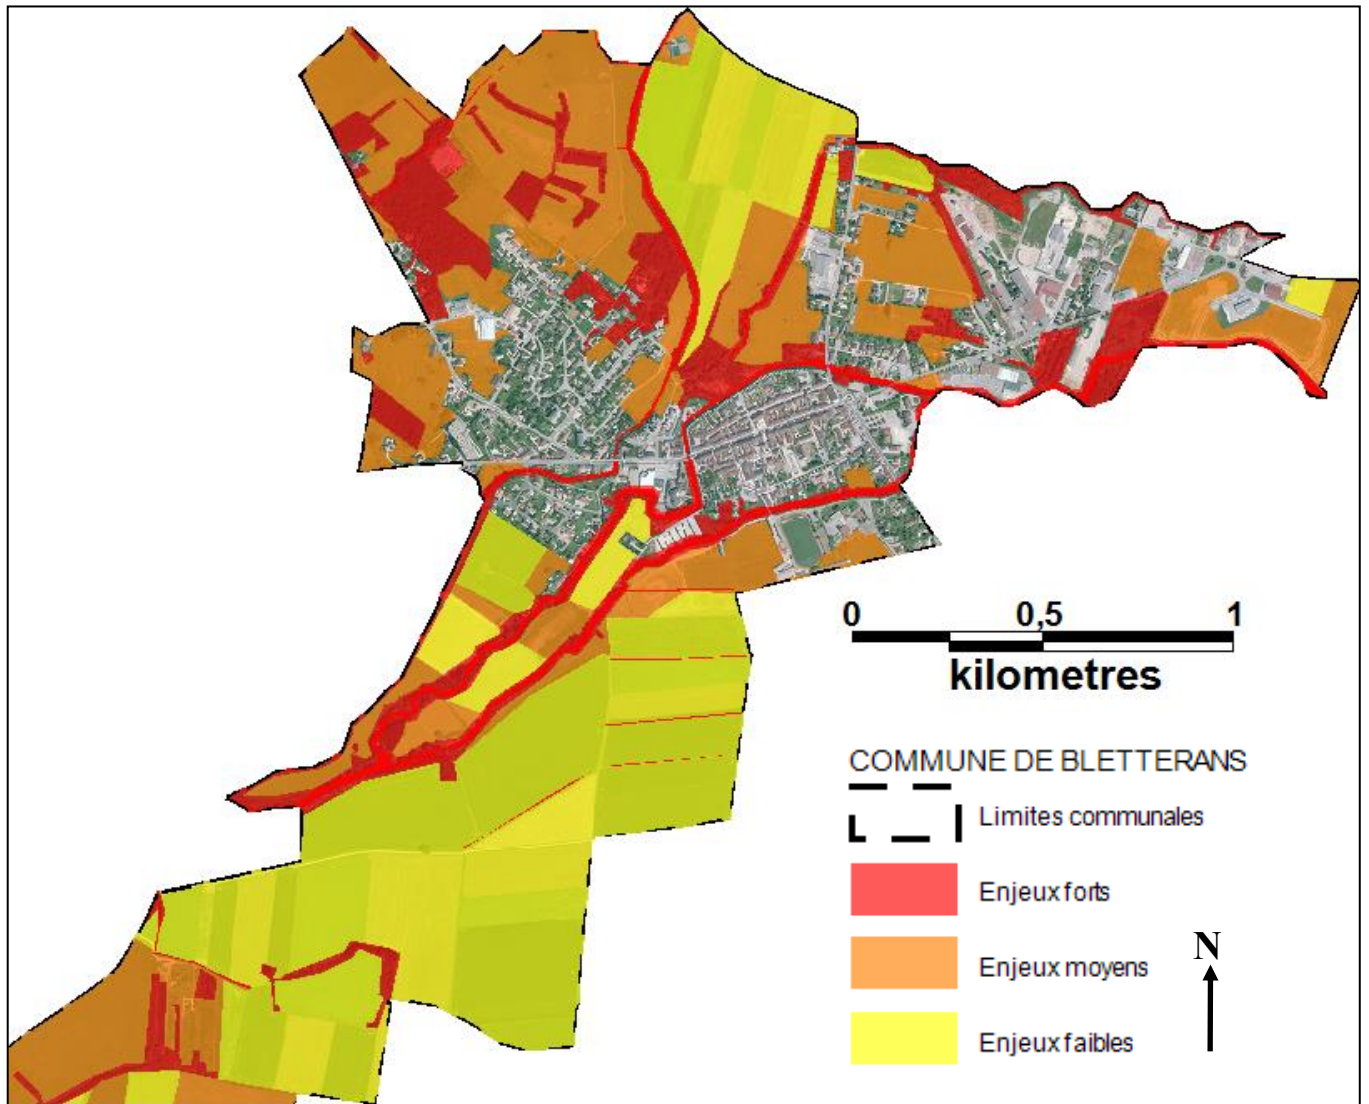 0 0,5 1
kilometres
COMMUNE DE BLETTERANS
Limites communales
Enjeux forts
N
Enjeux moyens
Enjeux faibles